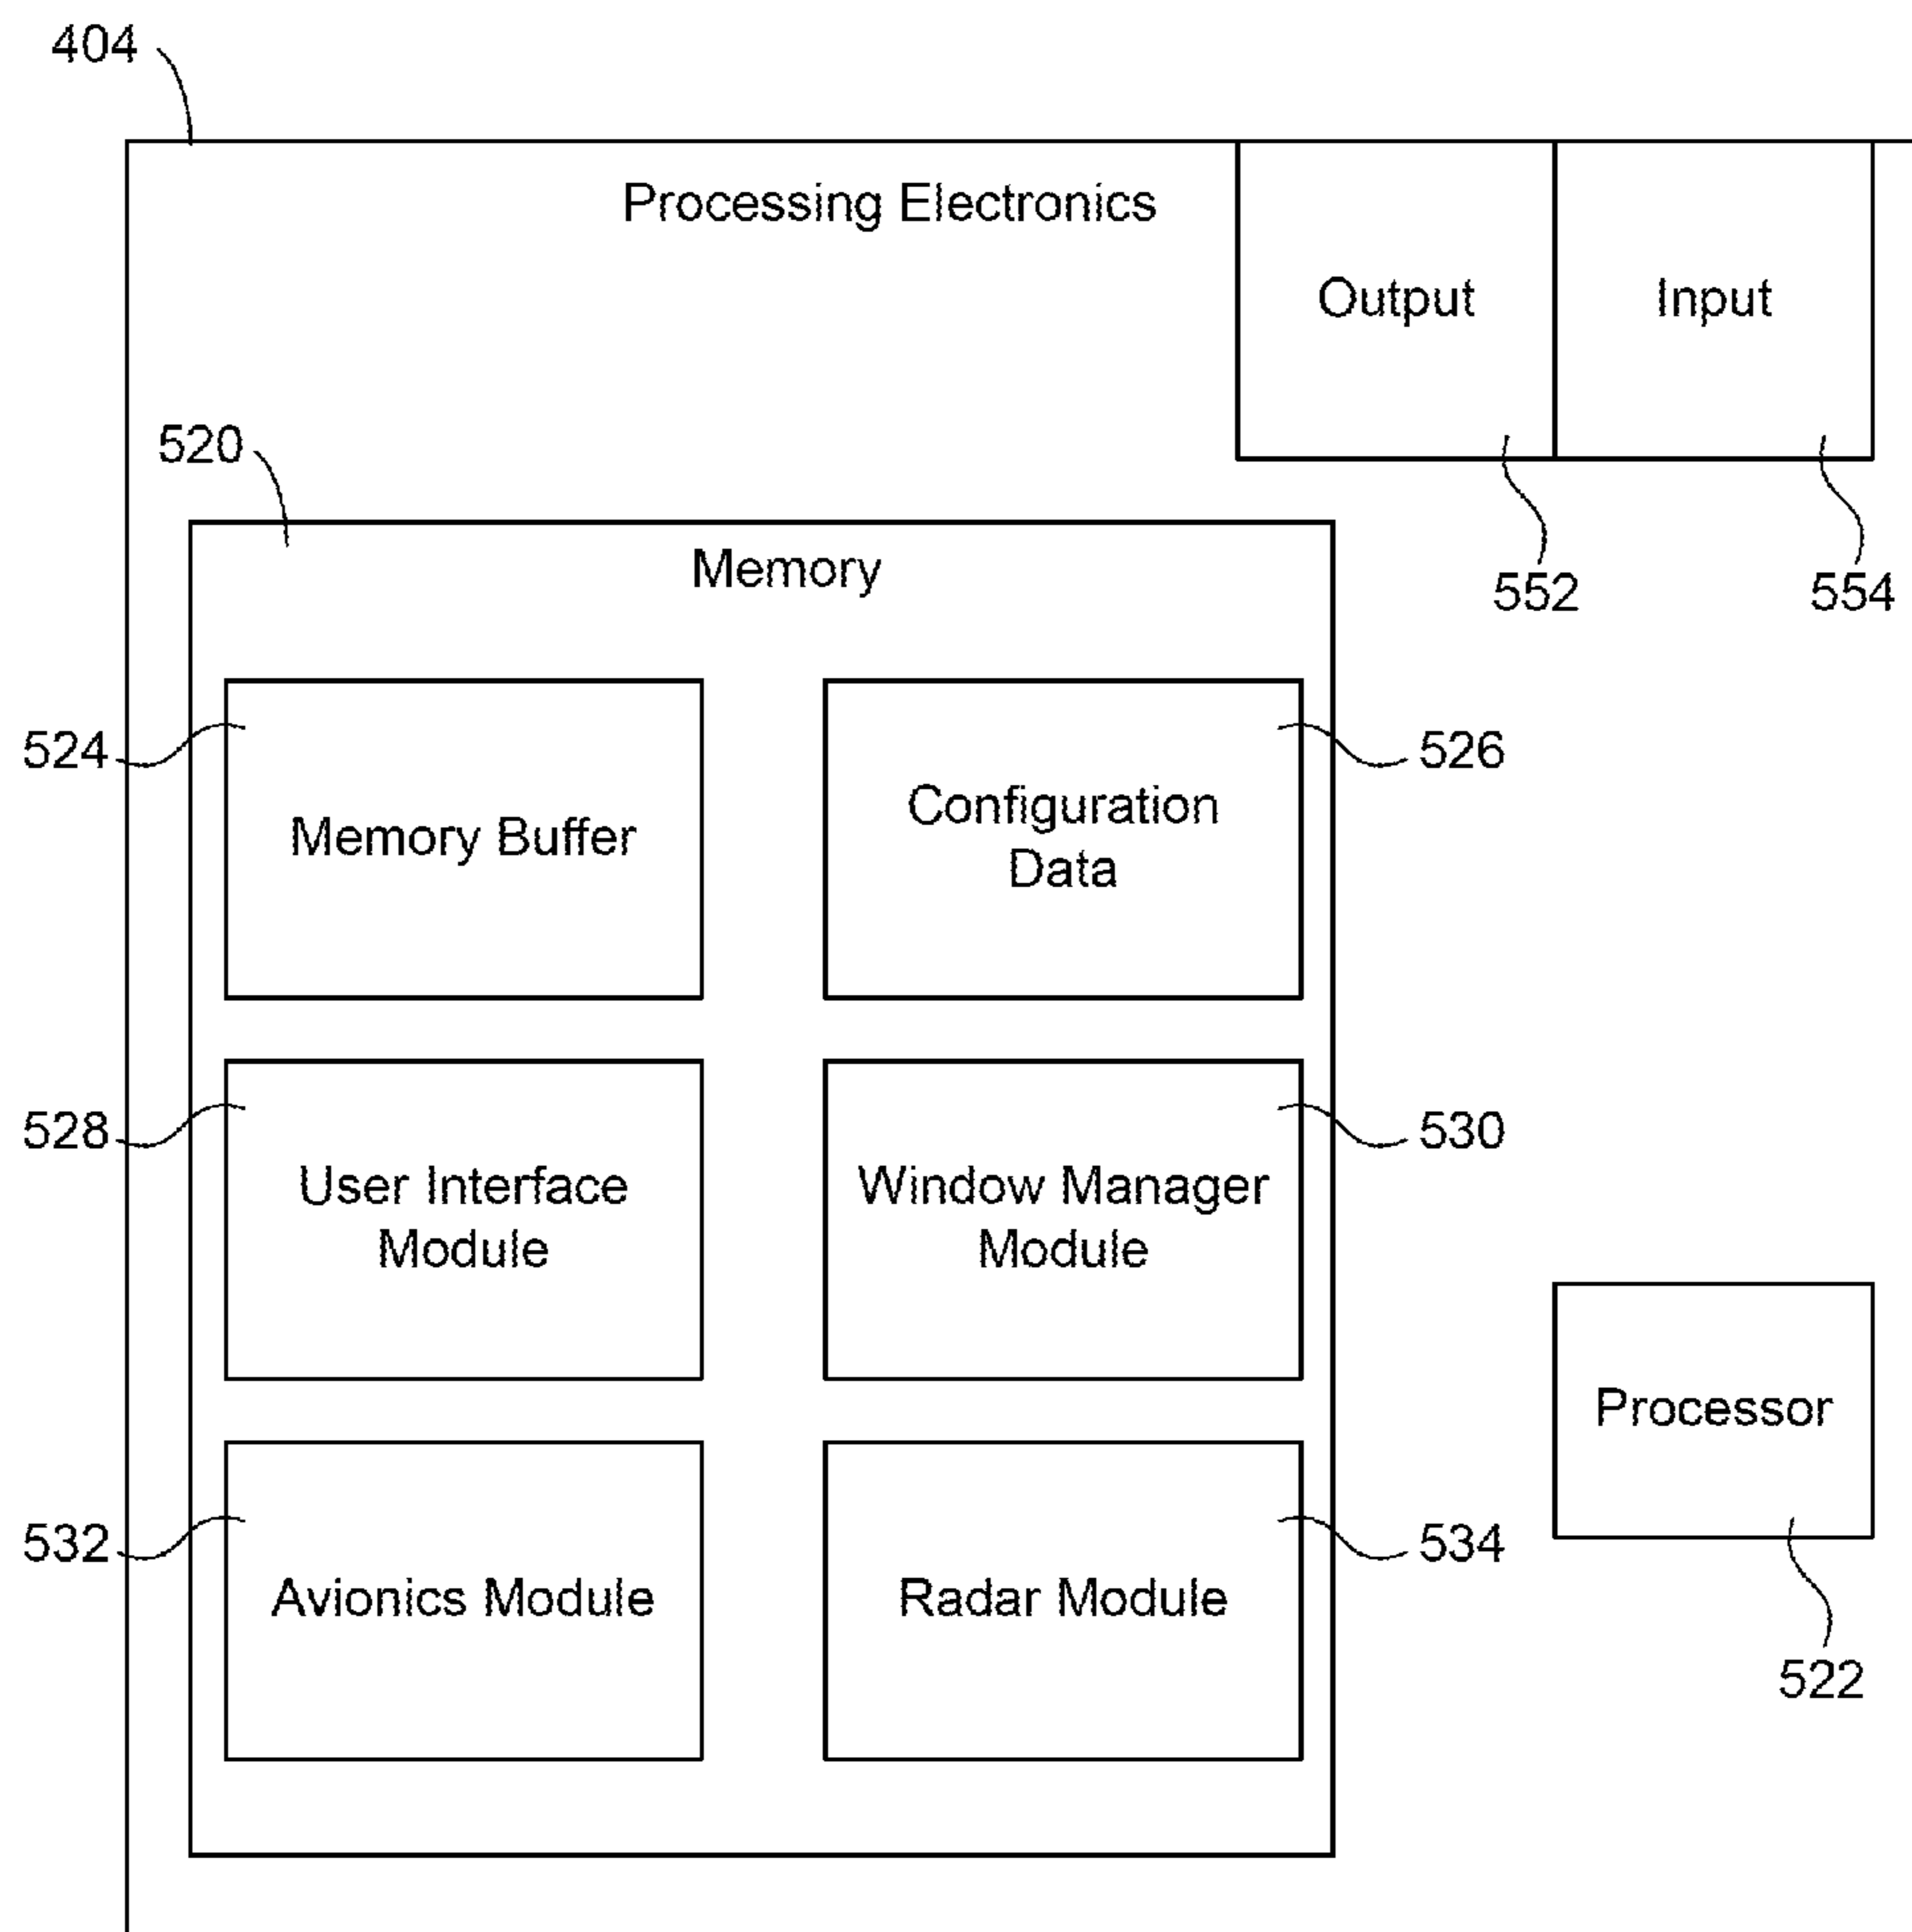 404
Processing Electronics
Output
Input
520
552
554
Memory
524
526
Memory Buffer
Configuration
Data
528
530
User Interface
Module
Window Manager
Module
Processor
532
534
Avionics Module
Radar Module
522